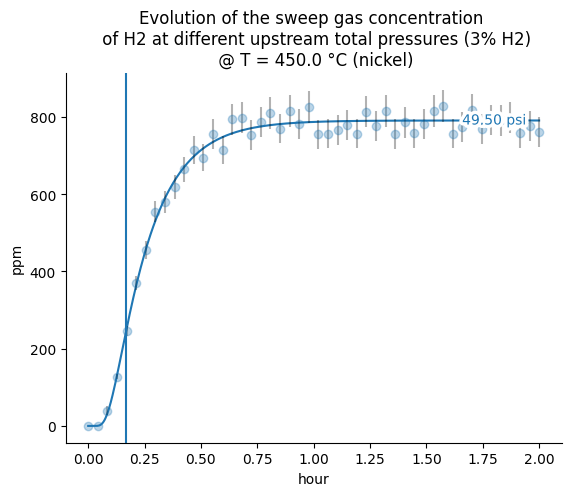 Evolution of the sweep gas concentration
of H2 at different upstream total pressures (3% H2)
@ T = 450.0 °C (nickel)
800
600
400
200
0
ppm
49.50 psi
0.00 0.25 0.50 0.75 1.00 1.25 1.50 1.75 2.00
hour